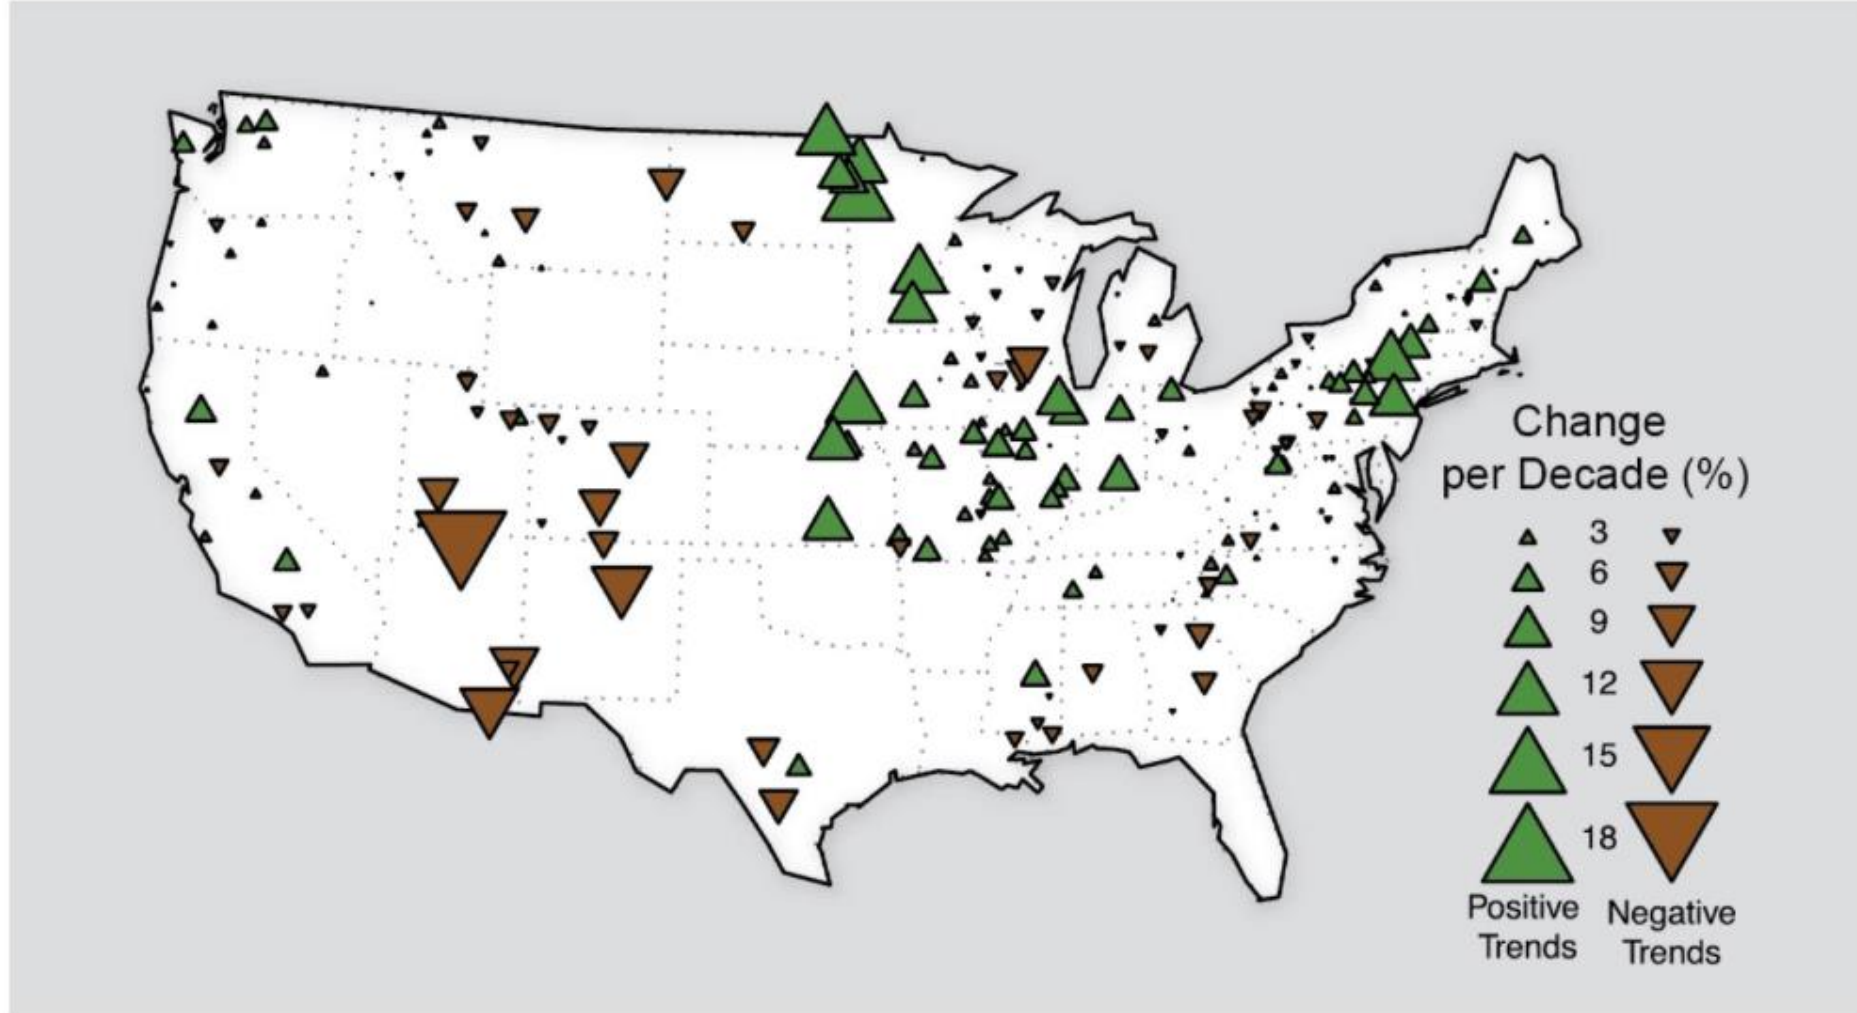 Change
per Decade (%)
3
6
9
12
15
18
Positive Trends
Negative Trends